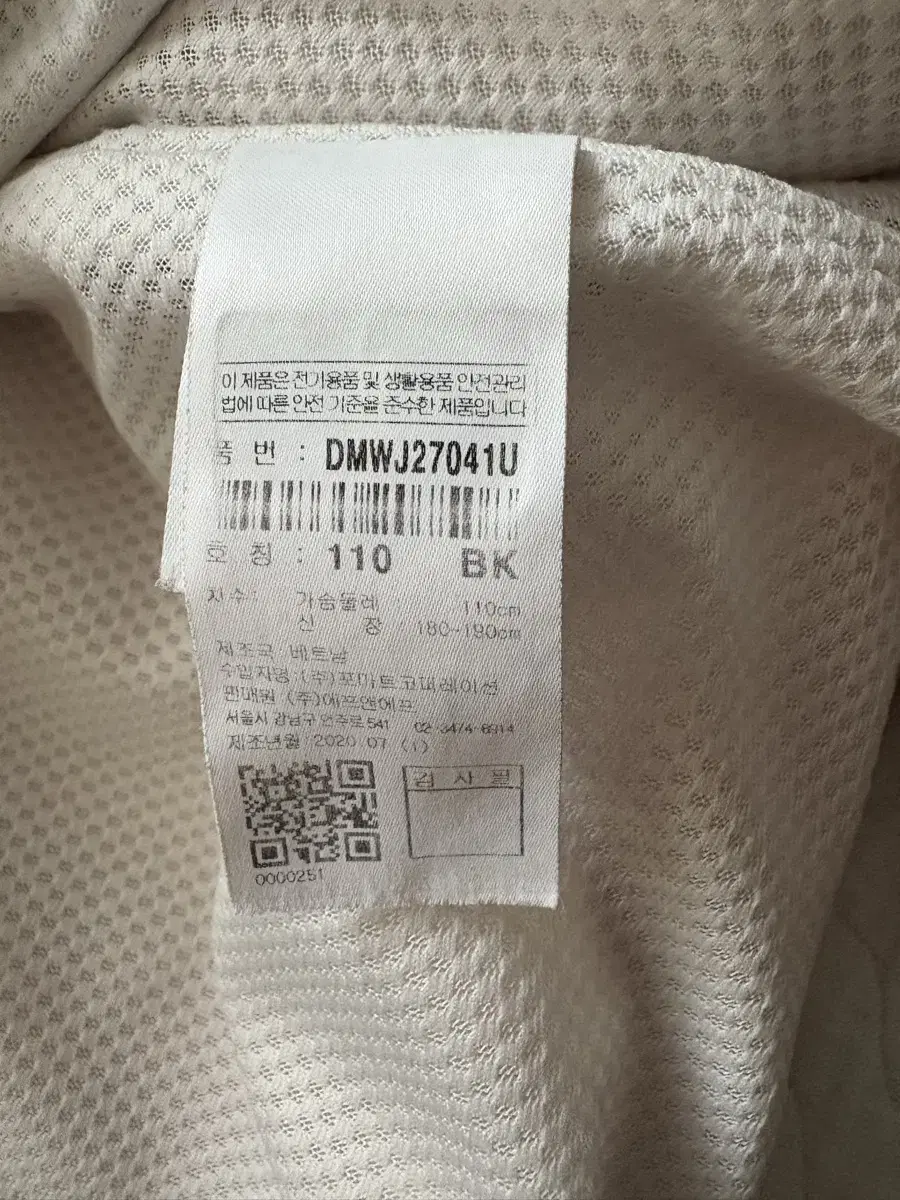 이 제품은 전기용품 및 생활용품 안전관리
법에 따른 안전 기준을 준수한 제품입니다
품 번 : DMWJ27041U
호 칭 : 110 BK
치수: 가슴둘레 : 110cm
신 장 : 180~190cm
제조국: 베트남
수입자명:(주)포마트코퍼레이션
판매원 (주)에프앤에프
서울시 강남구 언주로 541 02-3474-6914
제조년월 2020.07 (1)
검 사 필
0000251